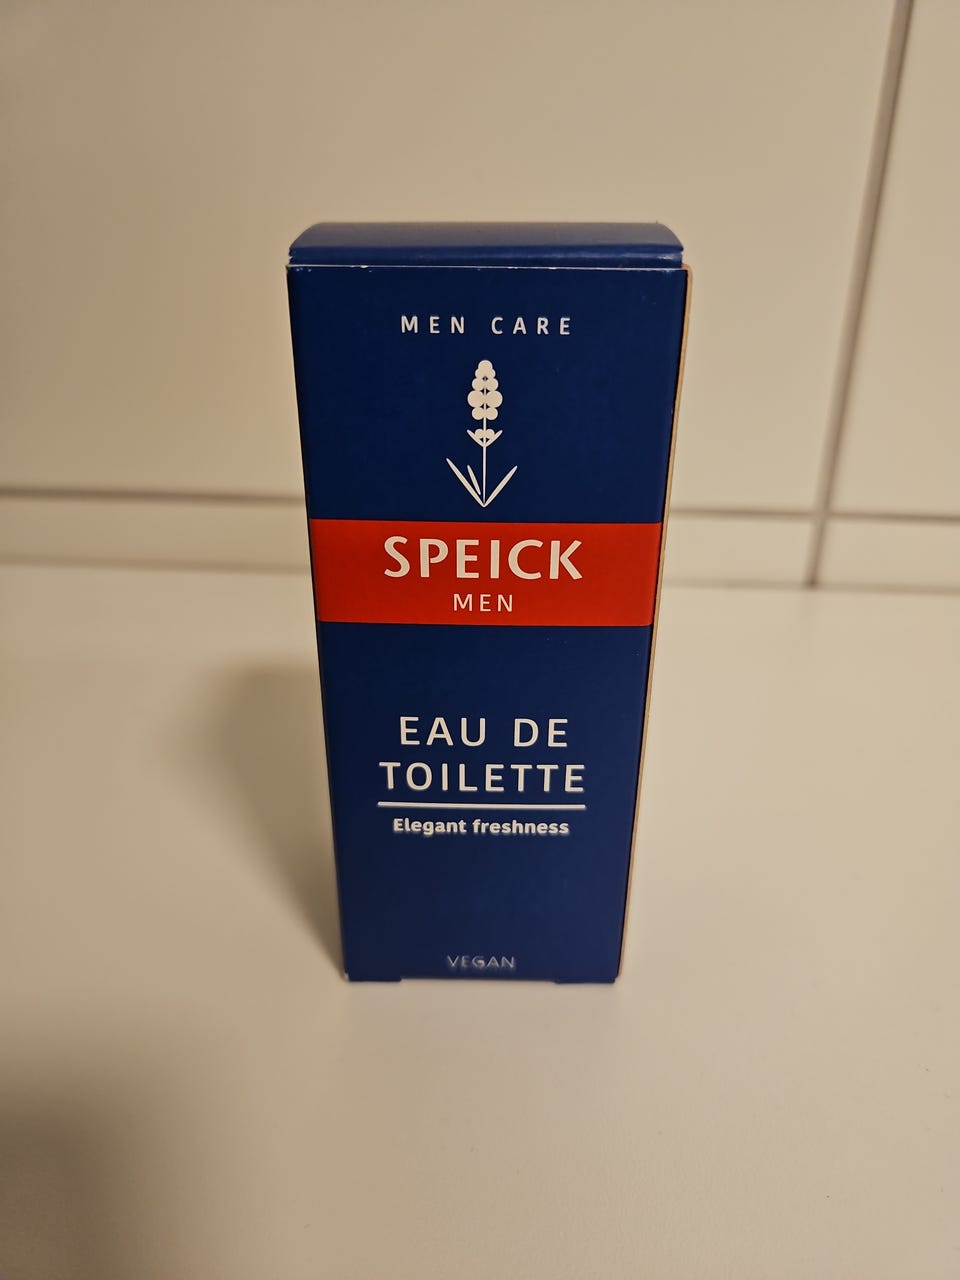 MEN CARE
SPEICK
MEN
EAU DE
TOILETTE
Elegant freshness
VEGAN